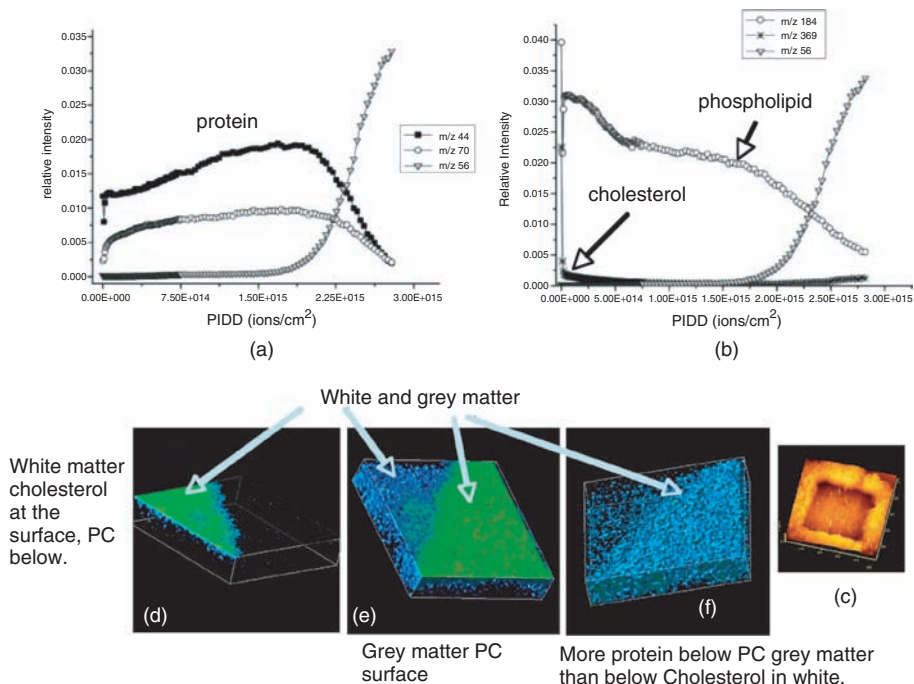 0.035
0.030
0.025
0.020
0.015
0.010
0.005
0.000
relative intensity
protein
m/z 44
m/z 70
m/z 56
0.00E+000
7.50E+014
1.50E+015
2.25E+015
3.00E+015
PIDD (ions/cm²)
(a)
0.040
0.035
0.030
0.025
0.020
0.015
0.010
0.005
0.000
Relative Intensity
m/z 184
m/z 369
m/z 56
phospholipid
cholesterol
0.00E+000
5.00E+014
1.00E+015
1.50E+015
2.00E+015
2.50E+015
3.00E+015
PIDD (ions/cm²)
(b)
White and grey matter
White matter
cholesterol
at the
surface, PC
below.
(d)
(e)
(f)
(c)
Grey matter PC
surface
More protein below PC grey matter
than below Cholesterol in white.